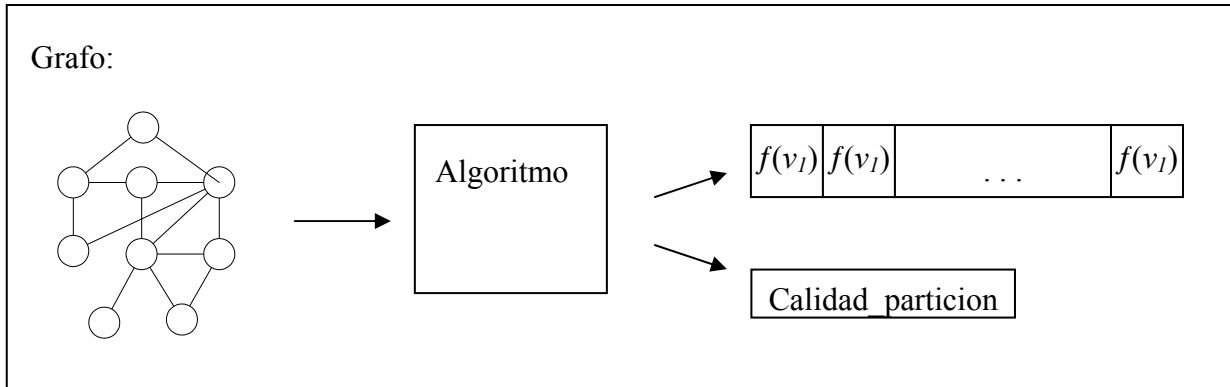 Grafo:
Algoritmo
f(v1) f(v1) . . . f(v1)
Calidad_particion